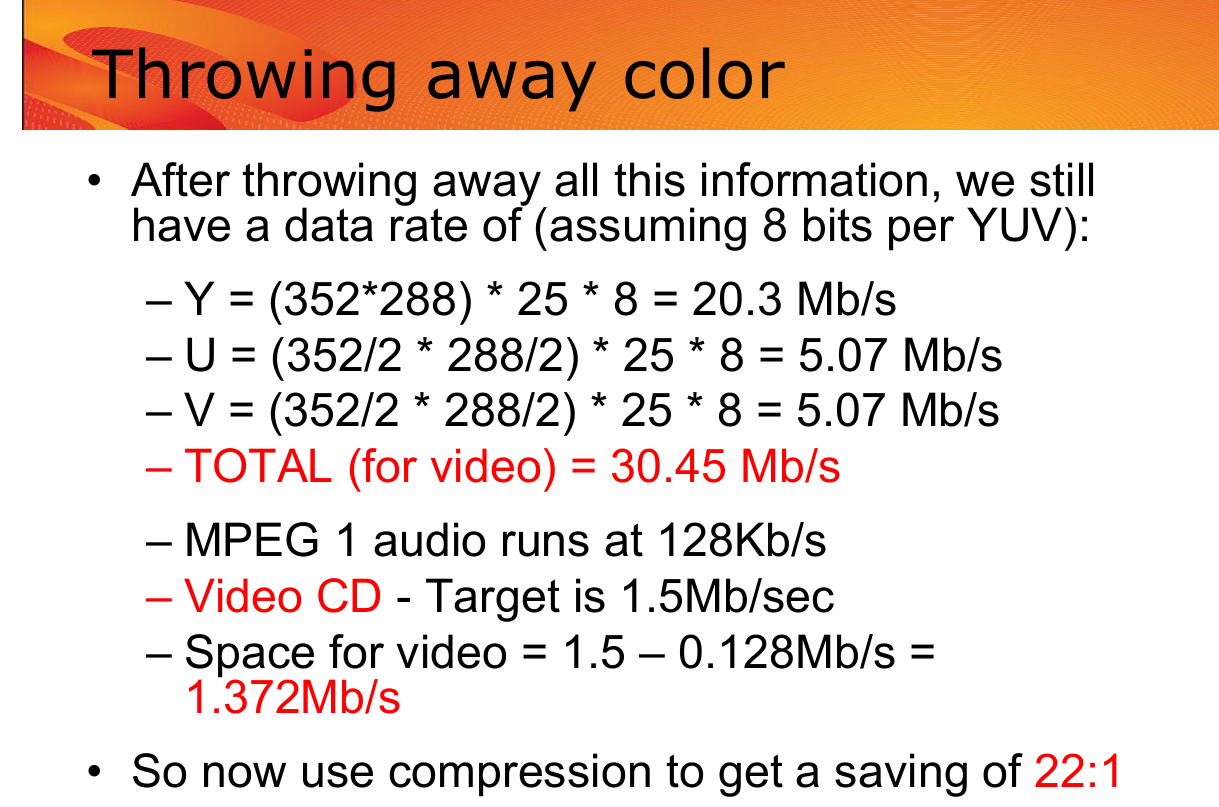 Throwing away color
• After throwing away all this information, we still
have a data rate of (assuming 8 bits per YUV):
– Y = (352*288) * 25 * 8 = 20.3 Mb/s
– U = (352/2 * 288/2) * 25 * 8 = 5.07 Mb/s
– V = (352/2 * 288/2) * 25 * 8 = 5.07 Mb/s
– TOTAL (for video) = 30.45 Mb/s
– MPEG 1 audio runs at 128Kb/s
– Video CD - Target is 1.5Mb/sec
– Space for video = 1.5 – 0.128Mb/s =
1.372Mb/s
• So now use compression to get a saving of 22:1